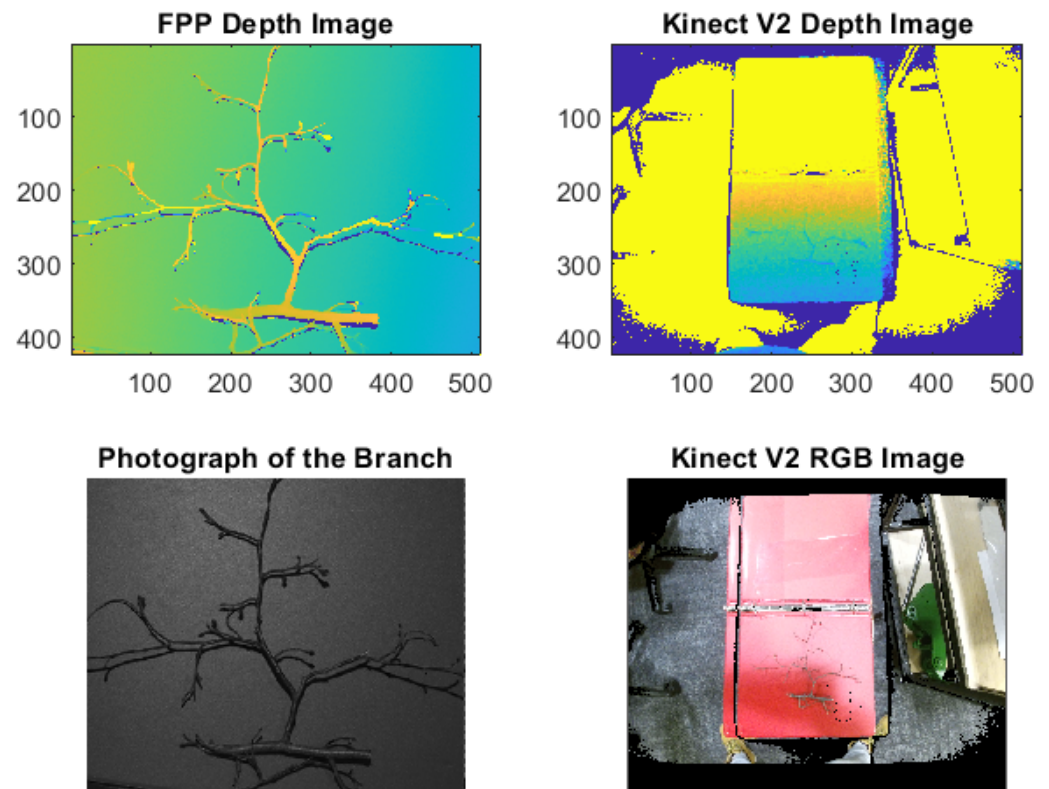 FPP Depth Image
Kinect V2 Depth Image
100
200
300
400
100 200 300 400 500
100
200
300
400
100 200 300 400 500
Photograph of the Branch
Kinect V2 RGB Image